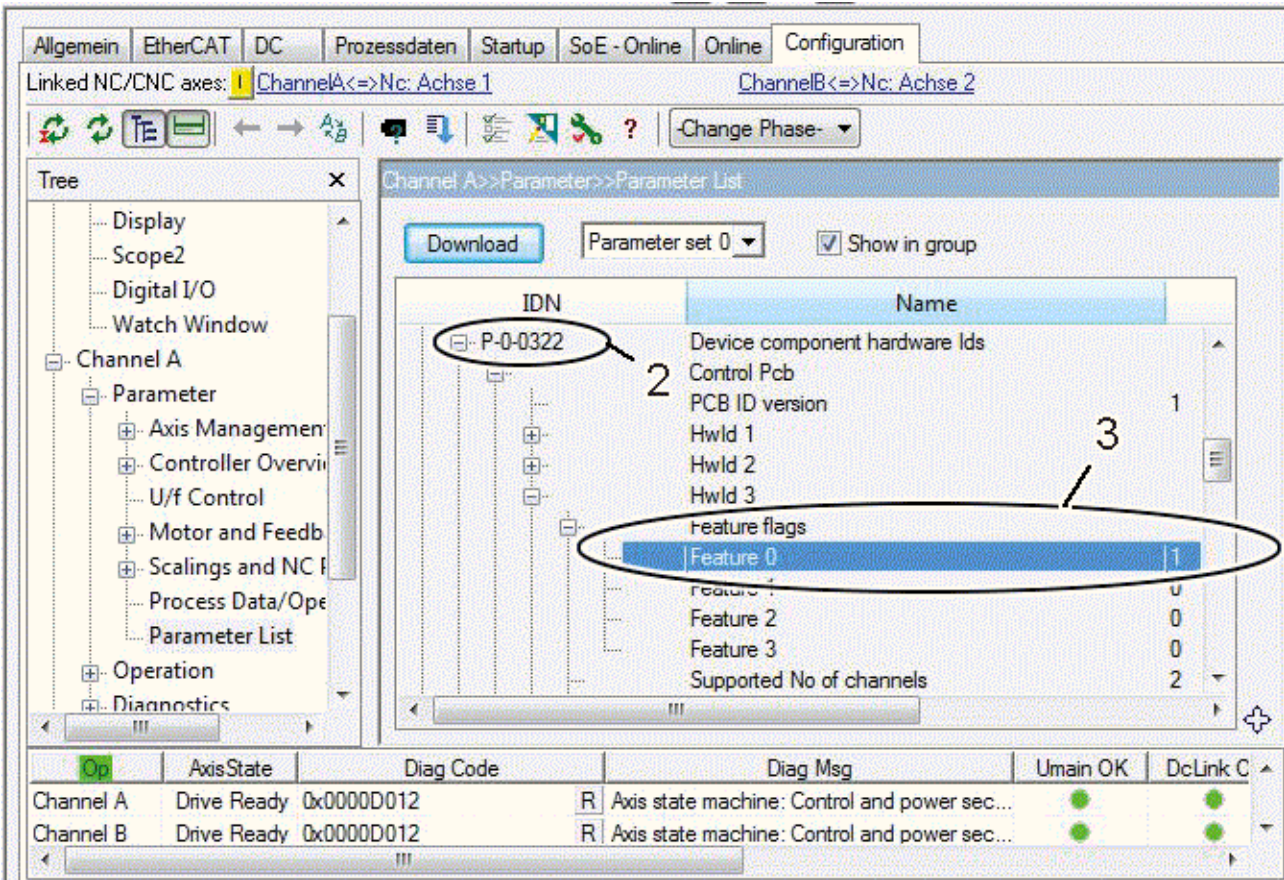 Allgemein EtherCAT DC Prozessdaten Startup SoE - Online Online Configuration
Linked NC/CNC axes: I ChannelA<=>Nc: Achse 1 ChannelB<=>Nc: Achse 2
? -Change Phase-
Tree
Channel A>>Parameter>>Parameter List
Display
Scope2
Digital I/O
Watch Window
Channel A
Parameter
Axis Managemen
Controller Overvi
U/f Control
Motor and Feedb
Scalings and NC F
Process Data/Ope
Parameter List
Operation
Diagnostics
Download Parameter set 0 Show in group
IDN Name
P-0-0322 Device component hardware Ids
2
Control Pcb
PCB ID version 1
HwId 1
3
HwId 2
HwId 3
Feature flags
Feature 0 1
Feature 1 0
Feature 2 0
Feature 3 0
Supported No of channels 2
Op AxisState Diag Code Diag Msg Umain OK DcLink C
Channel A Drive Ready 0x0000D012 R Axis state machine: Control and power sec...
Channel B Drive Ready 0x0000D012 R Axis state machine: Control and power sec...